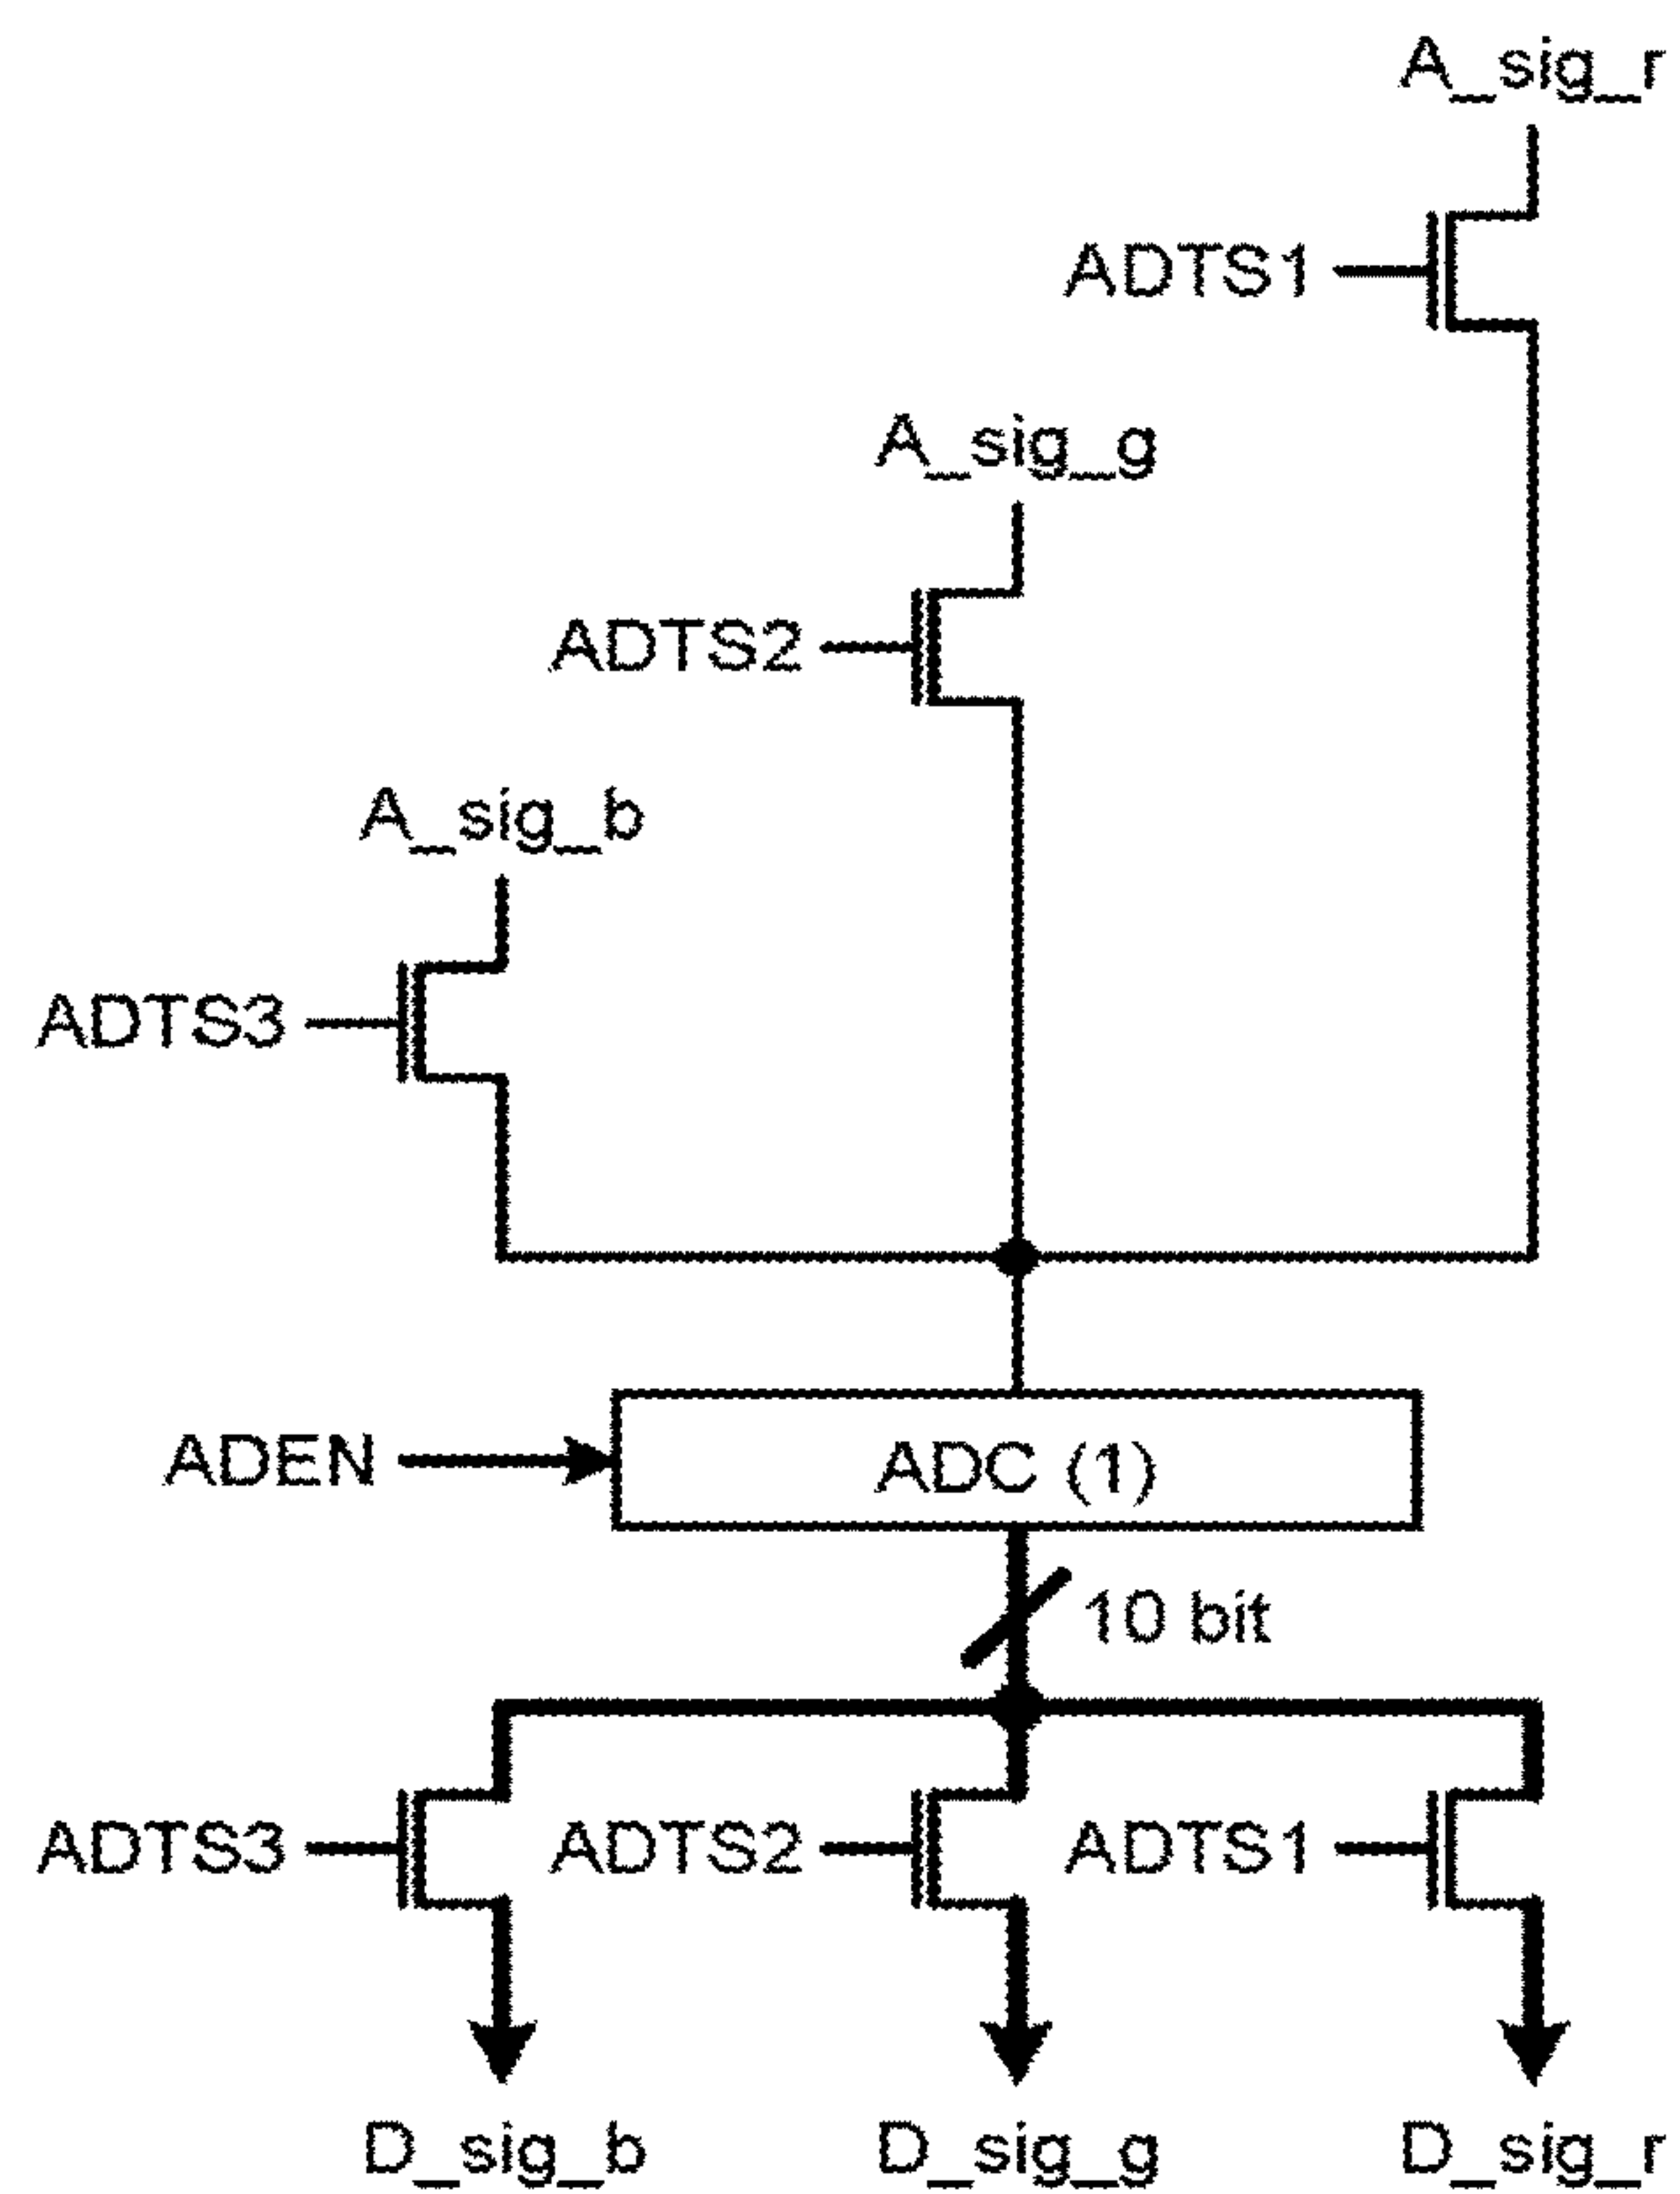 A_sig_r
ADTS1
A_sig_g
ADTS2
A_sig_b
ADTS3
ADEN
ADC (1)
10 bit
ADTS3 ADTS2 ADTS1
D_sig_b D_sig_g D_sig_r